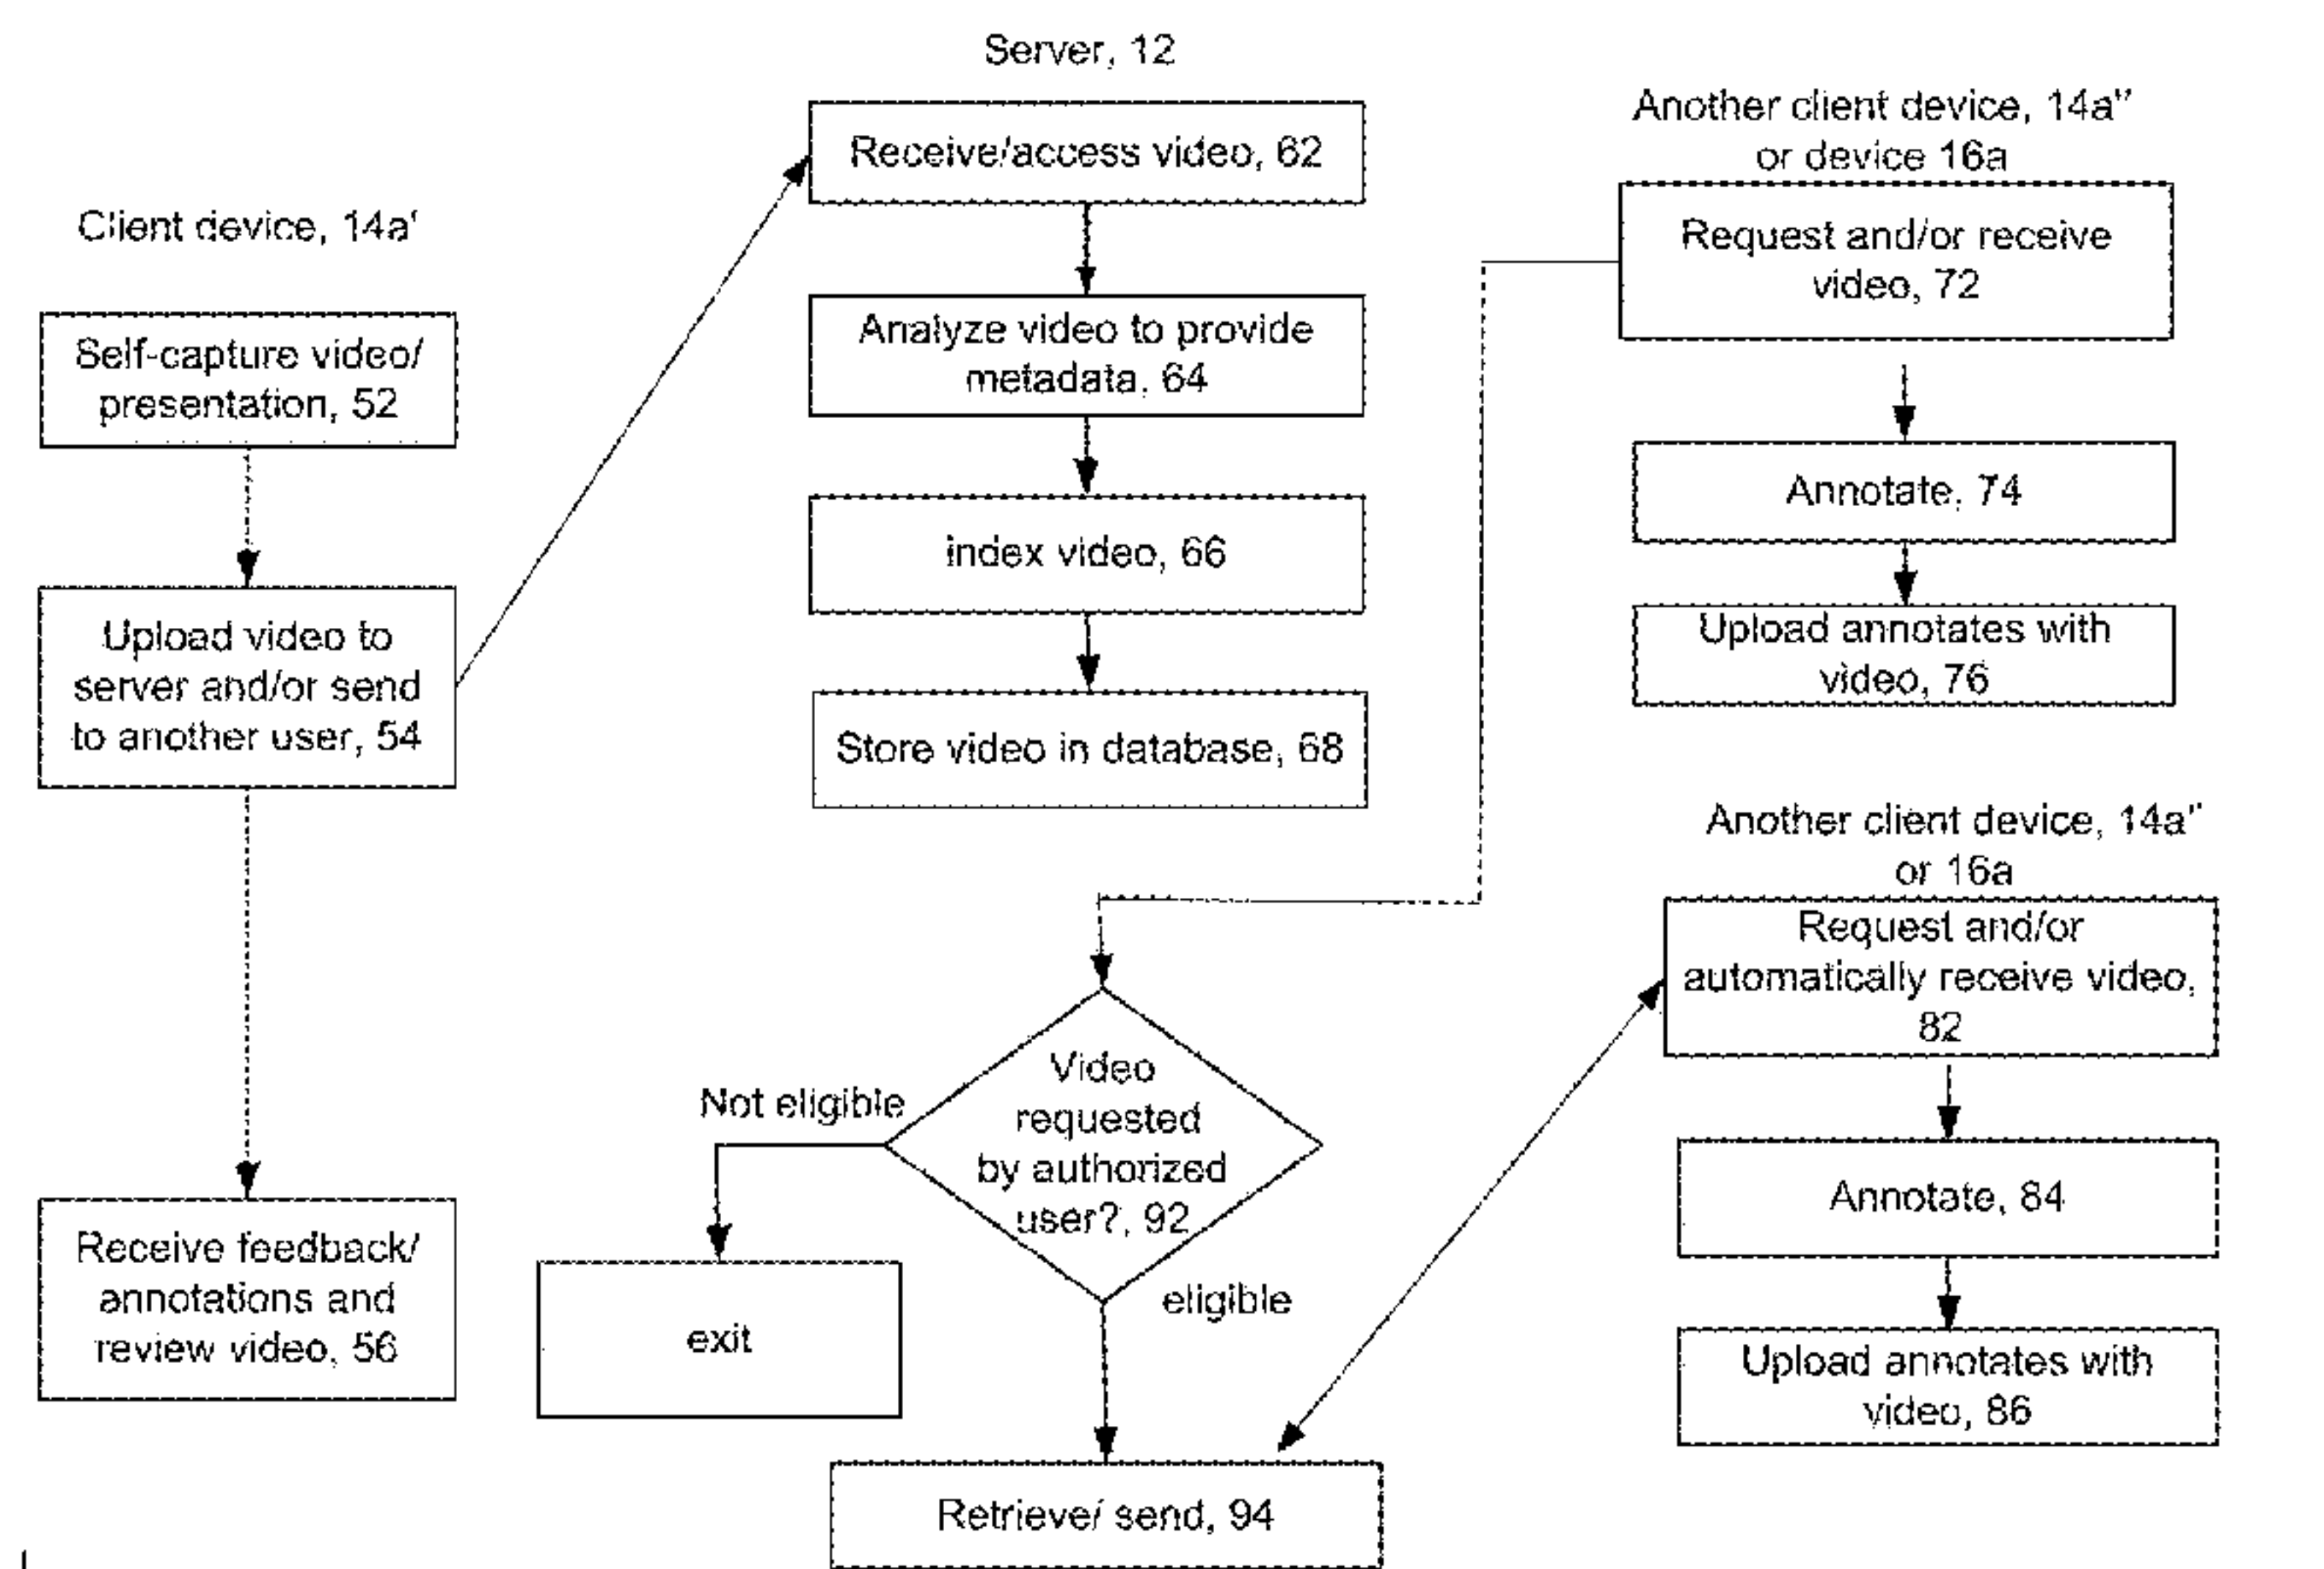 Server, 12
Receive/access video, 62
Analyze video to provide
metadata, 64
index video, 66
Store video in database, 68
Client device, 14a'
Self-capture video/
presentation, 52
Upload video to
server and/or send
to another user, 54
Receive feedback/
annotations and
review video, 56
Another client device, 14a''
or device 16a
Request and/or receive
video, 72
Annotate, 74
Upload annotates with
video, 76
Another client device, 14a''
or 16a
Request and/or
automatically receive video,
82
Annotate, 84
Upload annotates with
video, 86
Video
requested
by authorized
user?, 92
Not eligible
exit
eligible
Retrieve/ send, 94